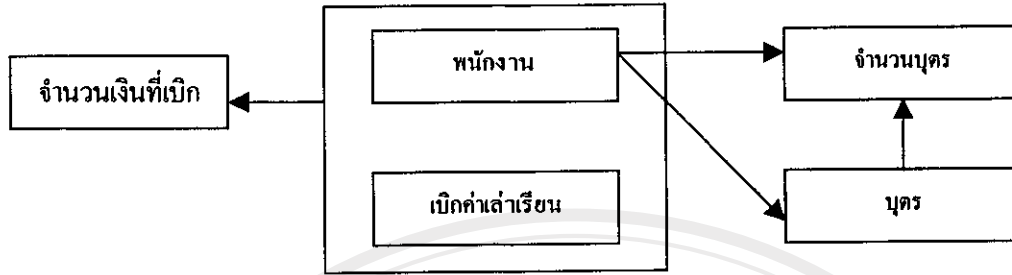 พนักงาน
จำนวนบุตร
จำนวนเงินที่เบิก
เบิกค่าเล่าเรียน
บุตร